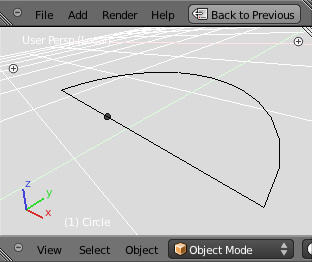 File Add Render Help Back to Previous
User Persp (Local)
z
y
x
(1) Circle
View Select Object Object Mode